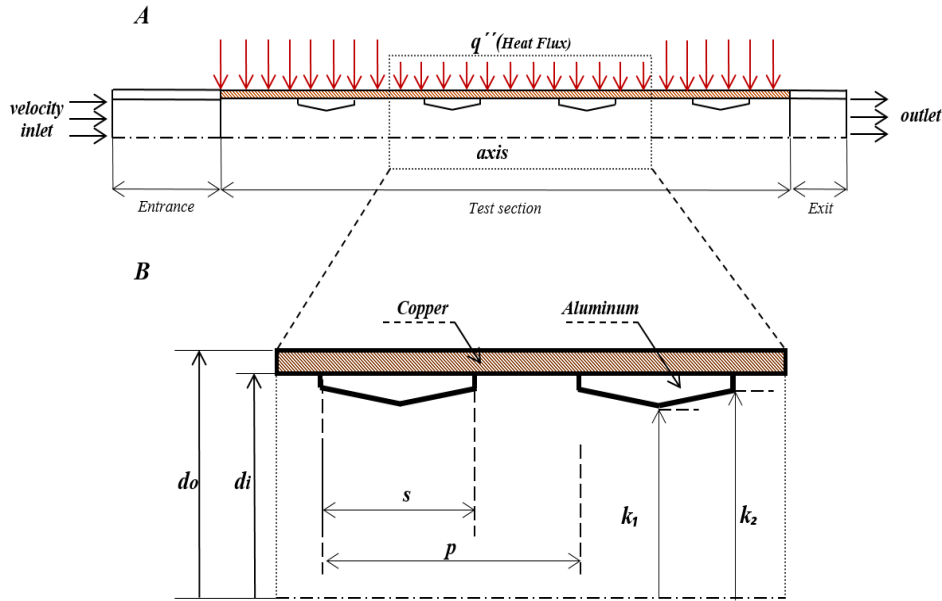 A
q´´(Heat Flux)
velocity
inlet
outlet
axis
Entrance
Test section
Exit
B
Copper
Aluminum
do
di
s
p
k₁
k₂